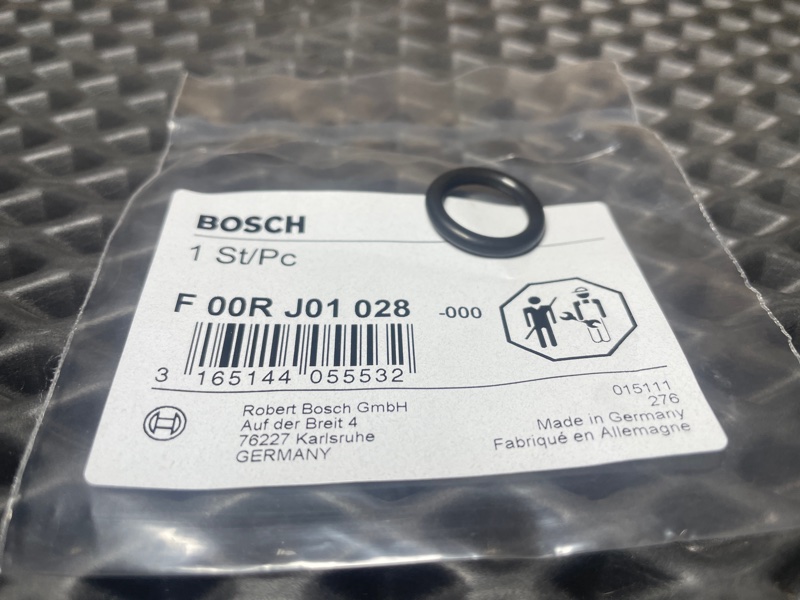 BOSCH
1 St/Pc
F 00R J01 028 -000
3 165144 055532
015111
276
Robert Bosch GmbH
Auf der Breit 4
76227 Karlsruhe
GERMANY
Made in Germany
Fabriqué en Allemagne